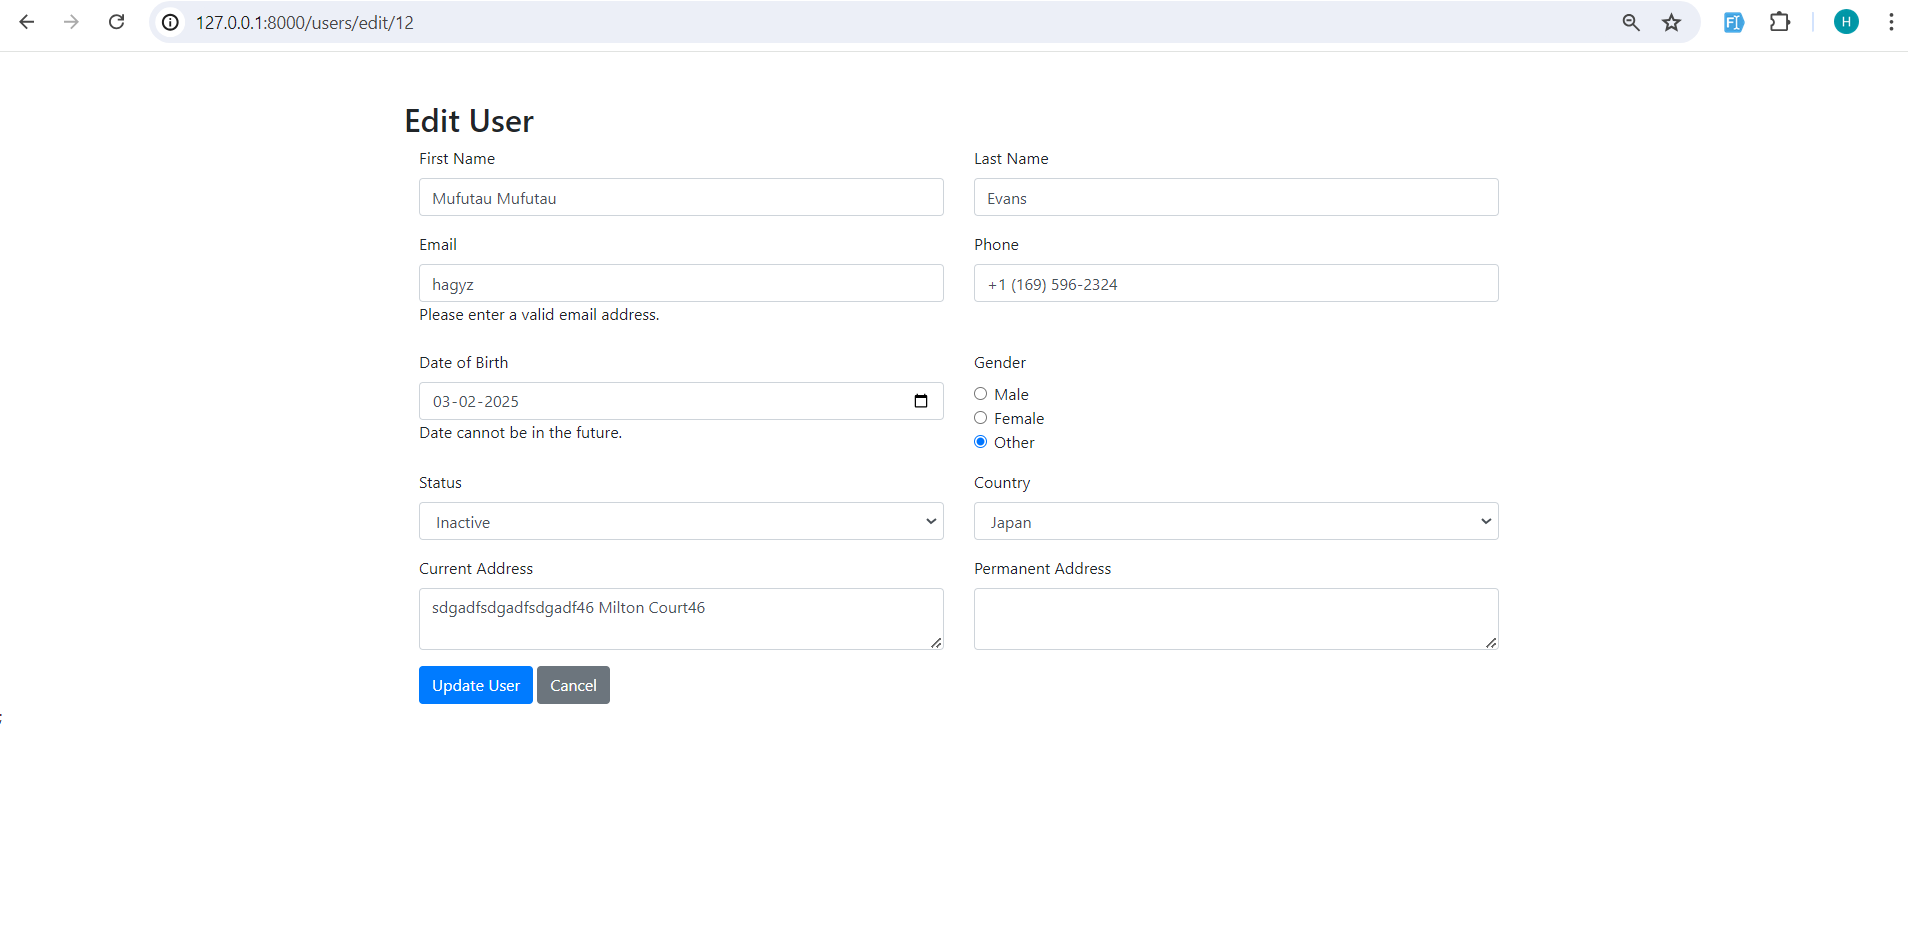 127.0.0.1:8000/users/edit/12
H
Edit User
First Name
Last Name
Mufutau Mufutau
Evans
Email
Phone
hagyz
+1 (169) 596-2324
Please enter a valid email address.
Date of Birth
Gender
03-02-2025
Male
Date cannot be in the future.
Female
Other
Status
Country
Inactive
Japan
Current Address
Permanent Address
sdgadfsdgadfsdgadf46 Milton Court46
Update User
Cancel
;